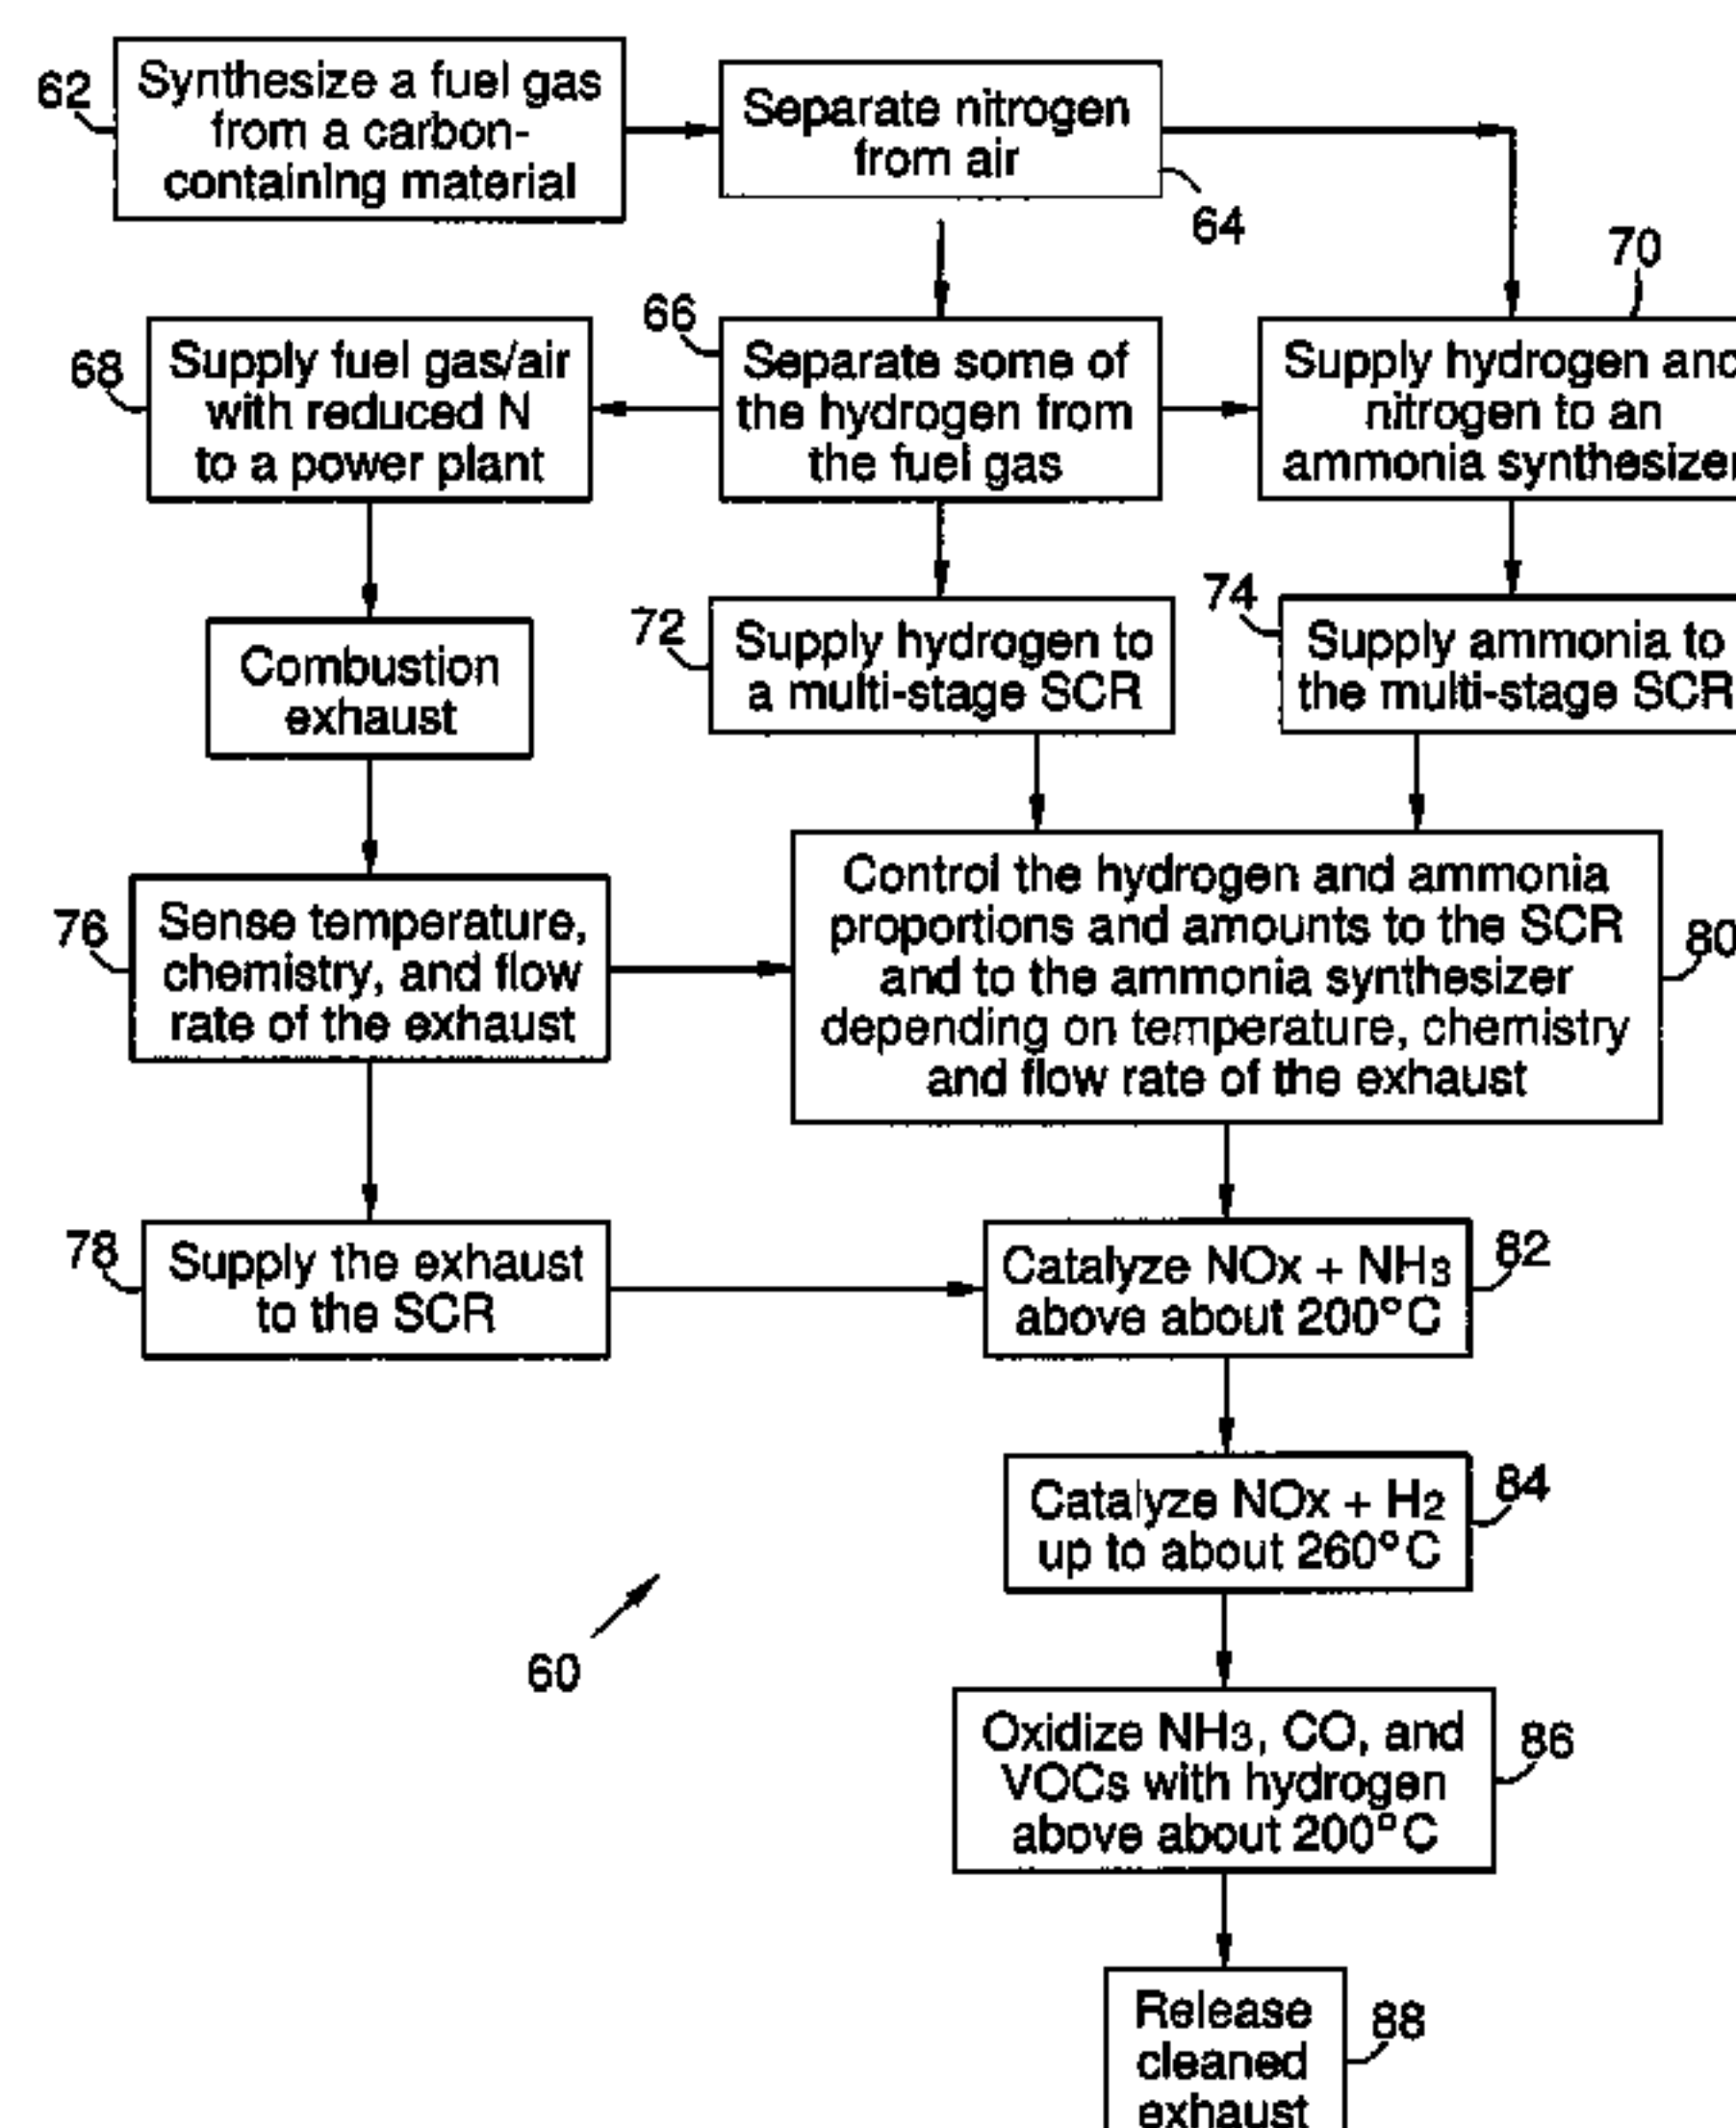 62
Synthesize a fuel gas
from a carbon-
containing material
Separate nitrogen
from air
64
70
68
Supply fuel gas/air
with reduced N
to a power plant
66
Separate some of
the hydrogen from
the fuel gas
Supply hydrogen and
nitrogen to an
ammonia synthesizer
Combustion
exhaust
72
Supply hydrogen to
a multi-stage SCR
74
Supply ammonia to
the multi-stage SCR
76
Sense temperature,
chemistry, and flow
rate of the exhaust
Control the hydrogen and ammonia
proportions and amounts to the SCR
and to the ammonia synthesizer
depending on temperature, chemistry
and flow rate of the exhaust
80
78
Supply the exhaust
to the SCR
Catalyze NOx + NH3
above about 200°C
82
Catalyze NOx + H2
up to about 260°C
84
60
Oxidize NH3, CO, and
VOCs with hydrogen
above about 200°C
86
Release
cleaned
exhaust
88